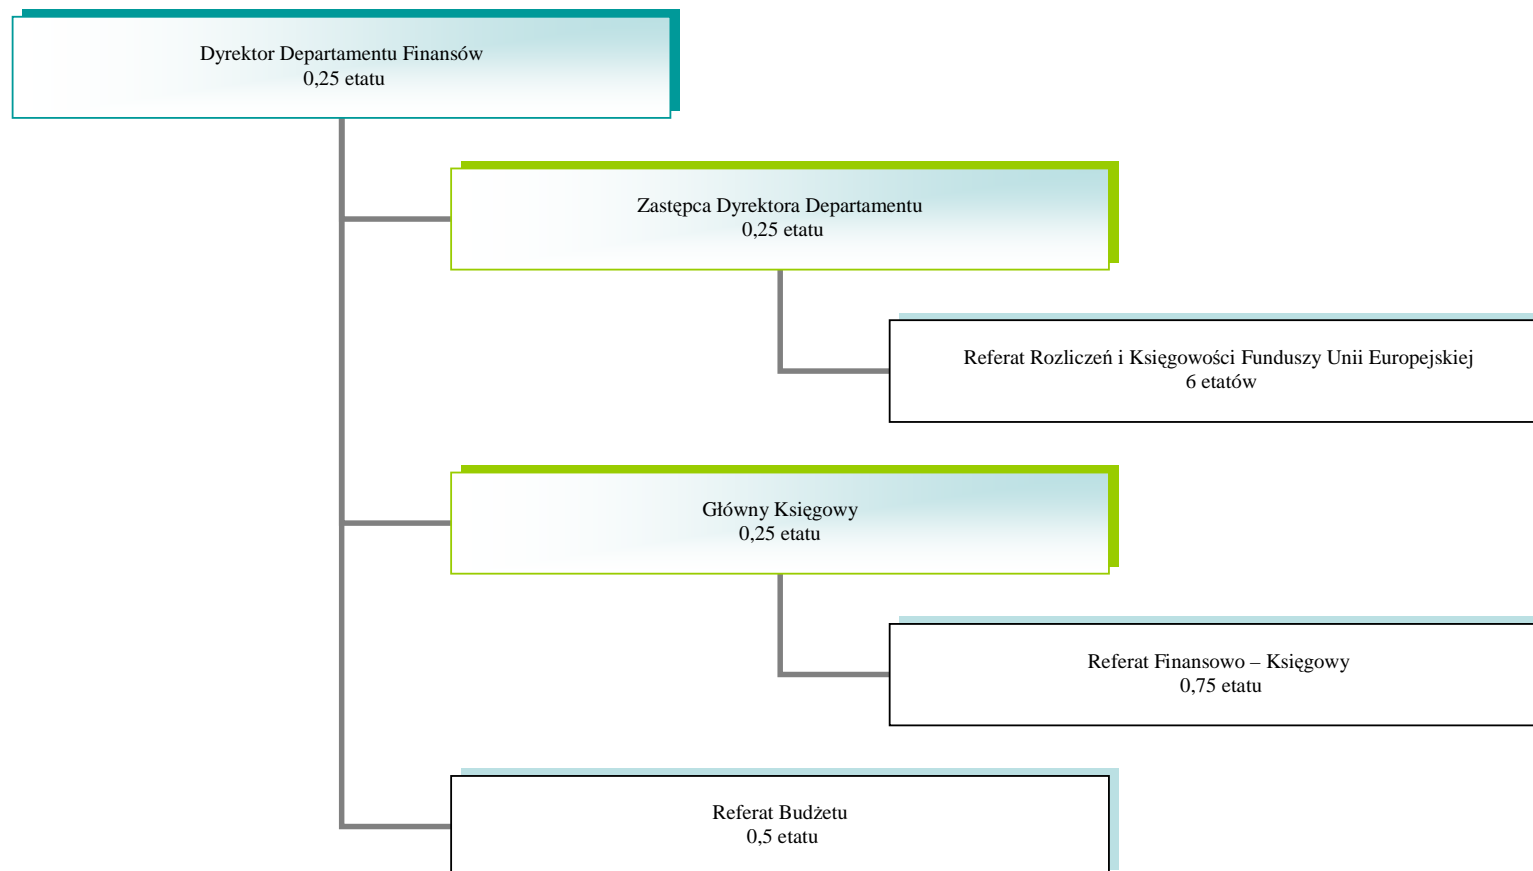 Dyrektor Departamentu Finansów
0,25 etatu
Zastępca Dyrektora Departamentu
0,25 etatu
Referat Rozliczeń i Księgowości Funduszy Unii Europejskiej
6 etatów
Główny Księgowy
0,25 etatu
Referat Finansowo – Księgowy
0,75 etatu
Referat Budżetu
0,5 etatu